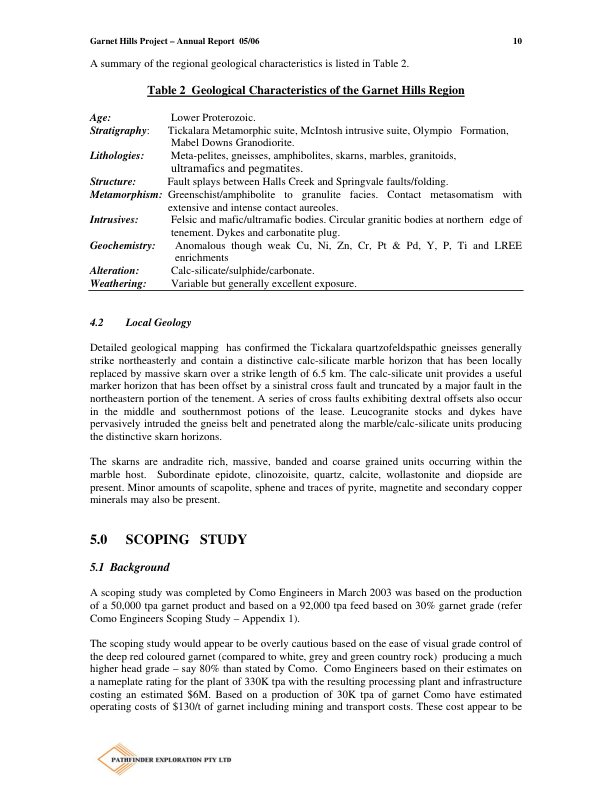 Garnet Hills Project – Annual Report 05/06 10
A summary of the regional geological characteristics is listed in Table 2.
Table 2 Geological Characteristics of the Garnet Hills Region
Age: Lower Proterozoic.
Stratigraphy: Tickalara Metamorphic suite, McIntosh intrusive suite, Olympio Formation,
Mabel Downs Granodiorite.
Lithologies: Meta-pelites, gneisses, amphibolites, skarns, marbles, granitoids,
ultramafics and pegmatites.
Structure: Fault splays between Halls Creek and Springvale faults/folding.
Metamorphism: Greenschist/amphibolite to granulite facies. Contact metasomatism with
extensive and intense contact aureoles.
Intrusives: Felsic and mafic/ultramafic bodies. Circular granitic bodies at northern edge of
tenement. Dykes and carbonatite plug.
Geochemistry: Anomalous though weak Cu, Ni, Zn, Cr, Pt & Pd, Y, P, Ti and LREE
enrichments
Alteration: Calc-silicate/sulphide/carbonate.
Weathering: Variable but generally excellent exposure.
4.2 Local Geology
Detailed geological mapping has confirmed the Tickalara quartzofeldspathic gneisses generally
strike northeasterly and contain a distinctive calc-silicate marble horizon that has been locally
replaced by massive skarn over a strike length of 6.5 km. The calc-silicate unit provides a useful
marker horizon that has been offset by a sinistral cross fault and truncated by a major fault in the
northeastern portion of the tenement. A series of cross faults exhibiting dextral offsets also occur
in the middle and southernmost potions of the lease. Leucogranite stocks and dykes have
pervasively intruded the gneiss belt and penetrated along the marble/calc-silicate units producing
the distinctive skarn horizons.
The skarns are andradite rich, massive, banded and coarse grained units occurring within the
marble host. Subordinate epidote, clinozoisite, quartz, calcite, wollastonite and diopside are
present. Minor amounts of scapolite, sphene and traces of pyrite, magnetite and secondary copper
minerals may also be present.
5.0 SCOPING STUDY
5.1 Background
A scoping study was completed by Como Engineers in March 2003 was based on the production
of a 50,000 tpa garnet product and based on a 92,000 tpa feed based on 30% garnet grade (refer
Como Engineers Scoping Study – Appendix 1).
The scoping study would appear to be overly cautious based on the ease of visual grade control of
the deep red coloured garnet (compared to white, grey and green country rock) producing a much
higher head grade – say 80% than stated by Como. Como Engineers based on their estimates on
a nameplate rating for the plant of 330K tpa with the resulting processing plant and infrastructure
costing an estimated $6M. Based on a production of 30K tpa of garnet Como have estimated
operating costs of $130/t of garnet including mining and transport costs. These cost appear to be
PATHFINDER EXPLORATION PTY LTD